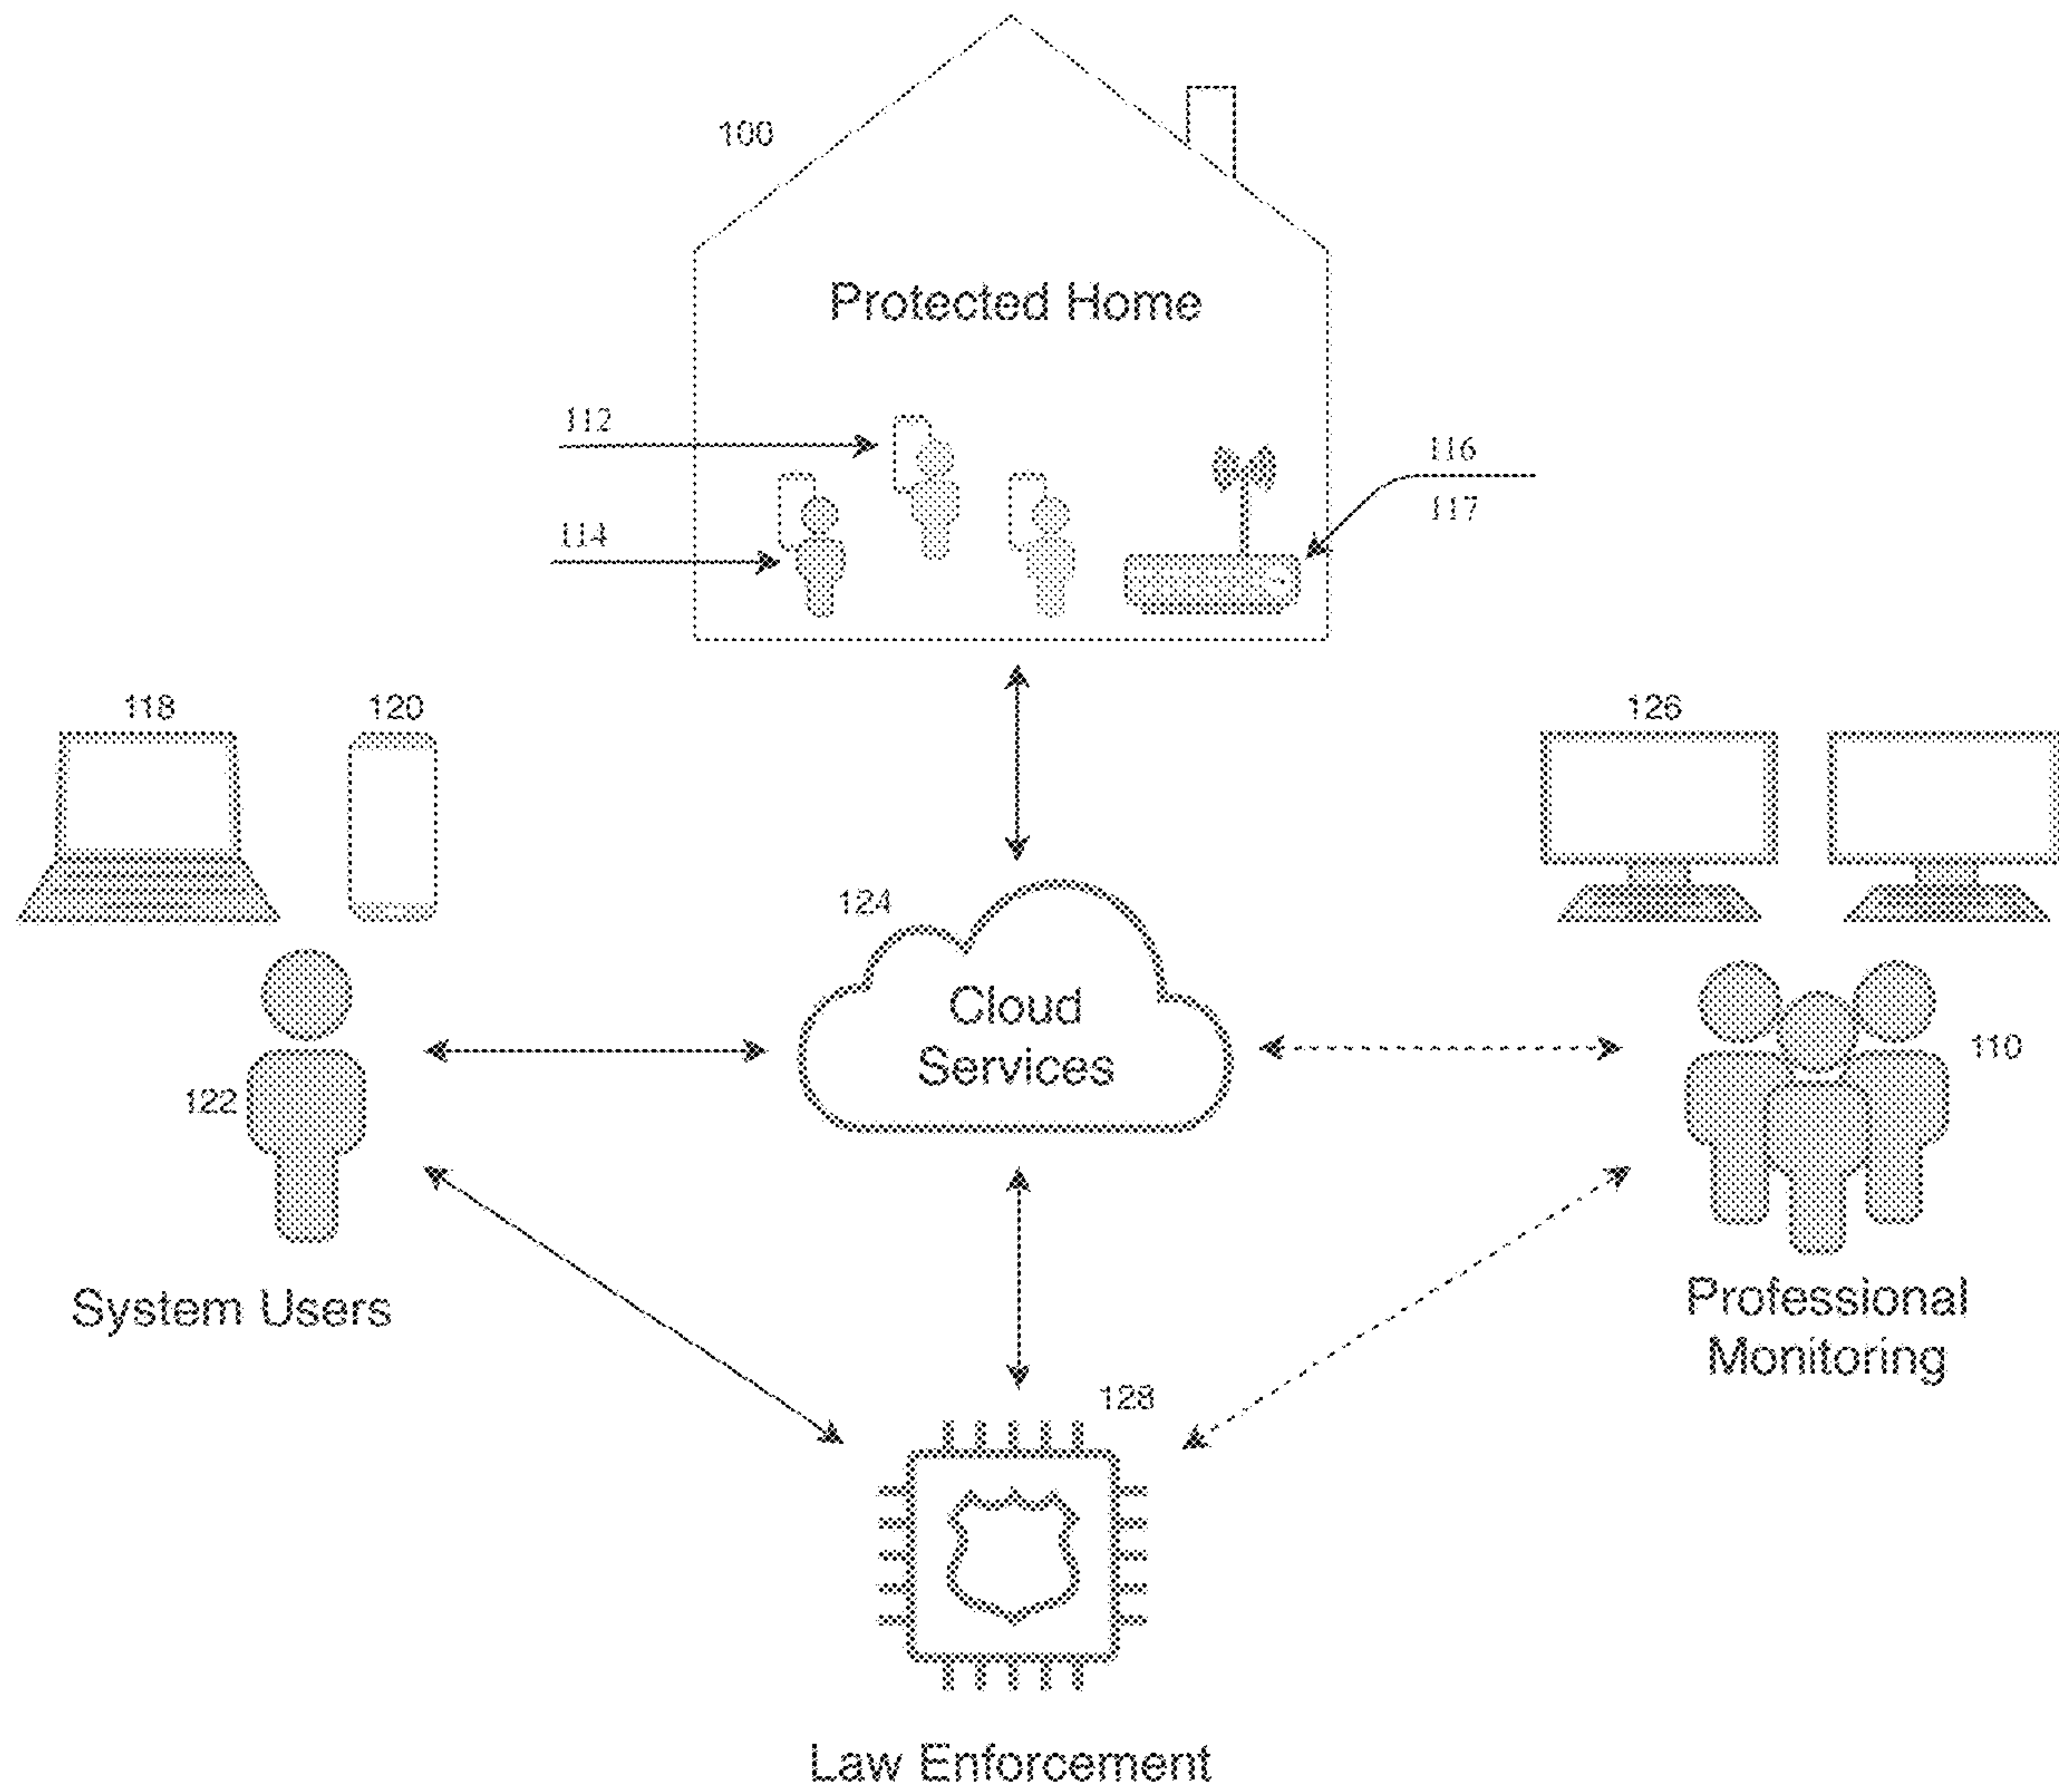 100
Protected Home
112
116
117
114
118
120
126
124
Cloud
Services
110
122
System Users
Professional
Monitoring
128
Law Enforcement